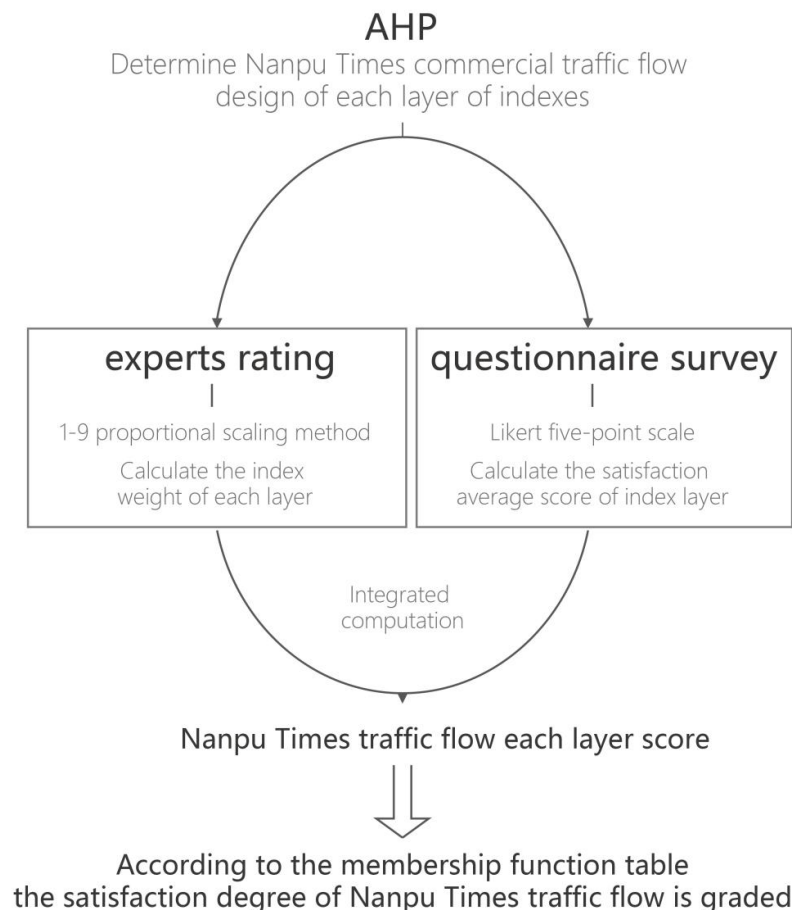 AHP
Determine Nanpu Times commercial traffic flow
design of each layer of indexes
experts rating
1-9 proportional scaling method
Calculate the index
weight of each layer
questionnaire survey
Likert five-point scale
Calculate the satisfaction
average score of index layer
Integrated
computation
Nanpu Times traffic flow each layer score
According to the membership function table
the satisfaction degree of Nanpu Times traffic flow is graded